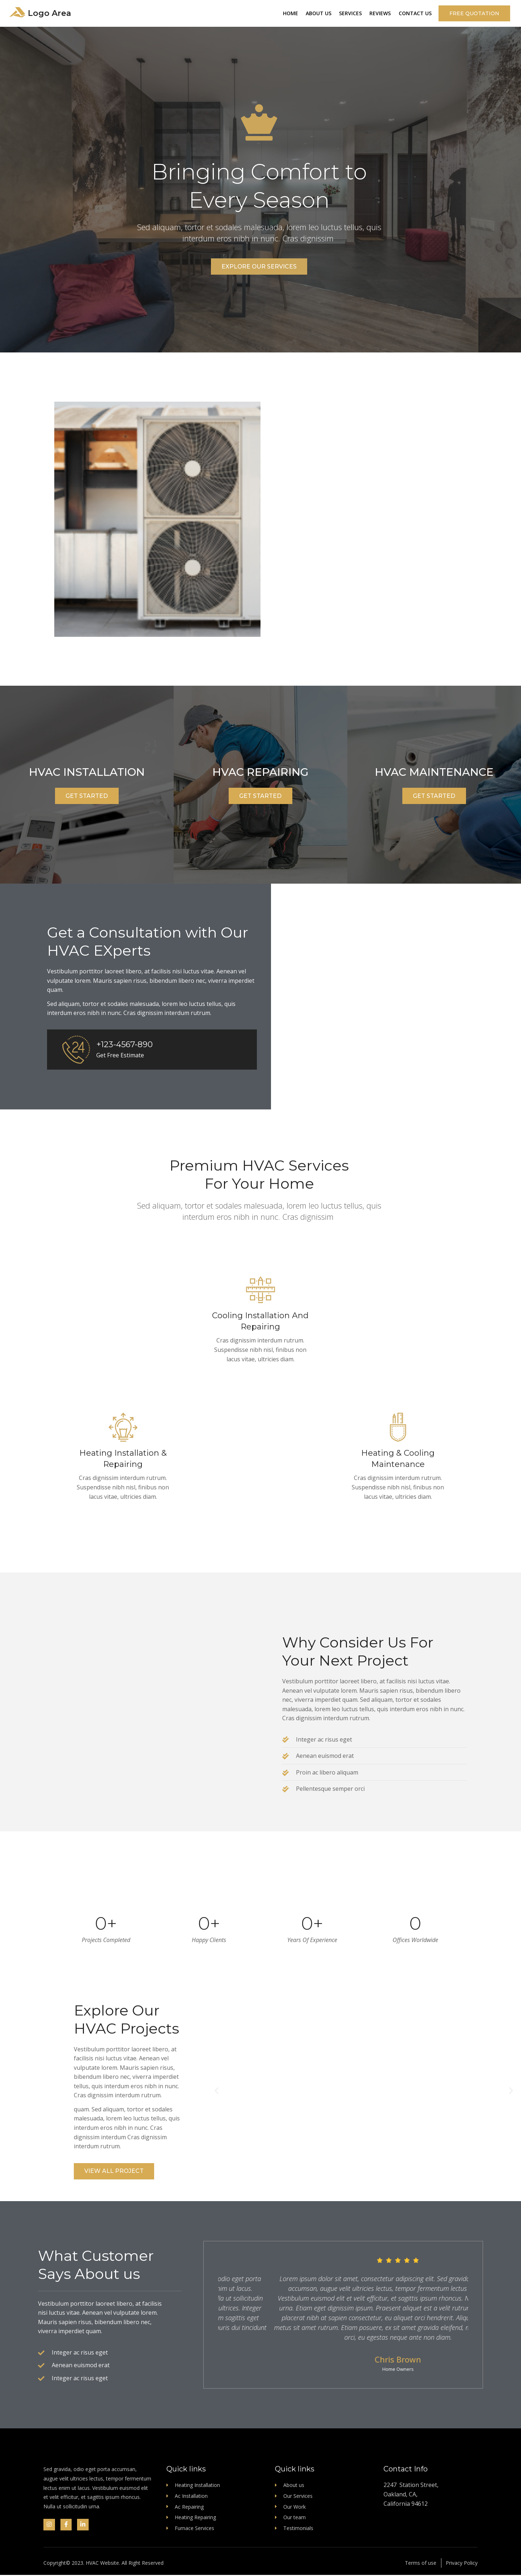 Logo Area
HOME ABOUT US SERVICES REVIEWS CONTACT US FREE QUOTATION
Bringing Comfort to
Every Season
Sed aliquam, tortor et sodales malesuada, lorem leo luctus tellus, quis
interdum eros nibh in nunc. Cras dignissim
EXPLORE OUR SERVICES
HVAC INSTALLATION
GET STARTED
HVAC REPAIRING
GET STARTED
HVAC MAINTENANCE
GET STARTED
Get a Consultation with Our
HVAC EXperts
Vestibulum porttitor laoreet libero, at facilisis nisi luctus vitae. Aenean vel
vulputate lorem. Mauris sapien risus, bibendum libero nec, viverra imperdiet
quam.
Sed aliquam, tortor et sodales malesuada, lorem leo luctus tellus, quis
interdum eros nibh in nunc. Cras dignissim interdum rutrum.
24
+123-4567-890
Get Free Estimate
Premium HVAC Services
For Your Home
Sed aliquam, tortor et sodales malesuada, lorem leo luctus tellus, quis
interdum eros nibh in nunc. Cras dignissim
Cooling Installation And
Repairing
Cras dignissim interdum rutrum.
Suspendisse nibh nisl, finibus non
lacus vitae, ultricies diam.
Heating Installation &
Repairing
Cras dignissim interdum rutrum.
Suspendisse nibh nisl, finibus non
lacus vitae, ultricies diam.
Heating & Cooling
Maintenance
Cras dignissim interdum rutrum.
Suspendisse nibh nisl, finibus non
lacus vitae, ultricies diam.
Why Consider Us For
Your Next Project
Vestibulum porttitor laoreet libero, at facilisis nisi luctus vitae.
Aenean vel vulputate lorem. Mauris sapien risus, bibendum libero
nec, viverra imperdiet quam. Sed aliquam, tortor et sodales
malesuada, lorem leo luctus tellus, quis interdum eros nibh in nunc.
Cras dignissim interdum rutrum.
Integer ac risus eget
Aenean euismod erat
Proin ac libero aliquam
Pellentesque semper orci
0+
Projects Completed
0+
Happy Clients
0+
Years Of Experience
0
Offices Worldwide
Explore Our
HVAC Projects
Vestibulum porttitor laoreet libero, at
facilisis nisi luctus vitae. Aenean vel
vulputate lorem. Mauris sapien risus,
bibendum libero nec, viverra imperdiet
tellus, quis interdum eros nibh in nunc.
Cras dignissim interdum rutrum.
quam. Sed aliquam, tortor et sodales
malesuada, lorem leo luctus tellus, quis
interdum eros nibh in nunc. Cras
dignissim interdum Cras dignissim
interdum rutrum.
VIEW ALL PROJECT
What Customer
Says About us
Vestibulum porttitor laoreet libero, at facilisis
nisi luctus vitae. Aenean vel vulputate lorem.
Mauris sapien risus, bibendum libero nec,
viverra imperdiet quam.
Integer ac risus eget
Aenean euismod erat
Integer ac risus eget
odio eget porta
im ut lacus.
la ut sollicitudin
ultrices. Integer
m sagittis eget
uris dui tincidunt
Lorem ipsum dolor sit amet, consectetur adipiscing elit. Sed gravida
accumsan, augue velit ultricies lectus, tempor fermentum lectus
Vestibulum euismod elit et velit efficitur, et sagittis ipsum rhoncus. N
urna. Etiam eget dignissim ipsum. Praesent aliquet est a velit rutru
placerat nibh at sapien consectetur, eu aliquet orci hendrerit. Aliqu
metus sit amet rutrum. Etiam posuere, ex sit amet gravida eleifend, m
orci, eu egestas neque ante non diam.
Chris Brown
Home Owners
Sed gravida, odio eget porta accumsan,
augue velit ultricies lectus, tempor fermentum
lectus enim ut lacus. Vestibulum euismod elit
et velit efficitur, et sagittis ipsum rhoncus.
Nulla ut sollicitudin urna.
Quick links
Heating Installation
Ac Installation
Ac Repairing
Heating Repairing
Furnace Services
Quick links
About us
Our Services
Our Work
Our team
Testimonials
Contact Info
2247 Station Street,
Oakland, CA,
California 94612
Copyright© 2023. HVAC Website. All Right Reserved
Terms of use Privacy Policy